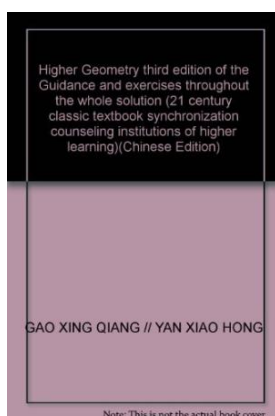 Higher Geometry third edition of the
Guidance and exercises throughout
the whole solution (21 century
classic textbook synchronization
counseling institutions of higher
learning)(Chinese Edition)
GAO XING QIANG // YAN XIAO HONG
Note: This is not the actual book cover